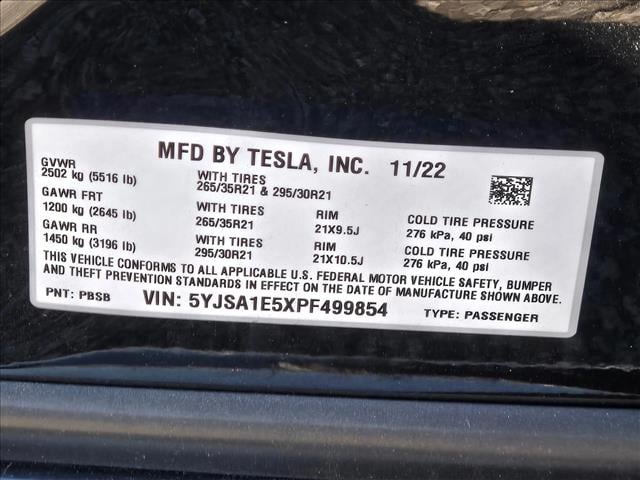 MFD BY TESLA, INC. 11/22
GVWR
2502 kg (5516 lb)
WITH TIRES
265/35R21 & 295/30R21
GAWR FRT
1200 kg (2645 lb)
WITH TIRES
265/35R21
RIM
21X9.5J
COLD TIRE PRESSURE
276 kPa, 40 psi
GAWR RR
1450 kg (3196 lb)
WITH TIRES
295/30R21
RIM
21X10.5J
COLD TIRE PRESSURE
276 kPa, 40 psi
THIS VEHICLE CONFORMS TO ALL APPLICABLE U.S. FEDERAL MOTOR VEHICLE SAFETY, BUMPER
AND THEFT PREVENTION STANDARDS IN EFFECT ON THE DATE OF MANUFACTURE SHOWN ABOVE.
PNT: PBSB VIN: 5YJSA1E5XPF499854 TYPE: PASSENGER